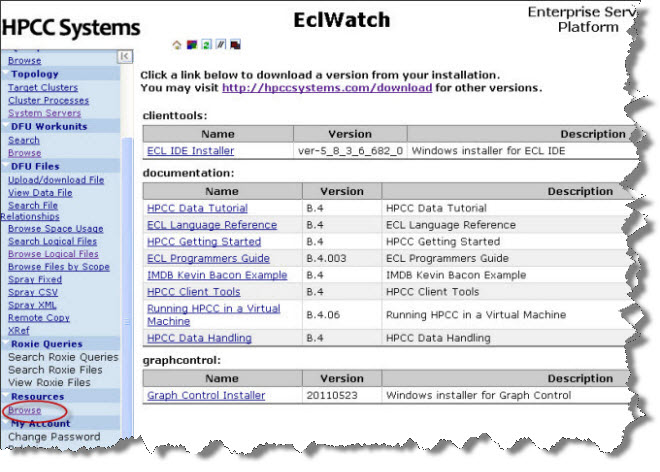 HPCC Systems
EclWatch
Enterprise Serv
Platform
Browse
Topology
Target Clusters
Cluster Processes
System Servers
DFU Workunits
Search
Browse
DFU Files
Upload/download File
View Data File
Search File
Relationships
Browse Space Usage
Search Logical Files
Browse Logical Files
Browse Files by Scope
Spray Fixed
Spray CSV
Spray XML
Remote Copy
XRef
Roxie Queries
Search Roxie Queries
Search Roxie Files
View Roxie Files
Resources
Browse
My Account
Change Password
Click a link below to download a version from your installation.
You may visit http://hpccsystems.com/download for other versions.
clienttools:
Name Version Description
ECL IDE Installer ver-5_8_3_6_682_0 Windows installer for ECL IDE
documentation:
Name Version Description
HPCC Data Tutorial B.4 HPCC Data Tutorial
ECL Language Reference B.4 ECL Language Reference
HPCC Getting Started B.4 HPCC Getting Started
ECL Programmers Guide B.4.003 ECL Programmers Guide
IMDB Kevin Bacon Example B.4 IMDB Kevin Bacon Example
HPCC Client Tools B.4 HPCC Client Tools
Running HPCC in a Virtual
Machine B.4.06 Running HPCC in a Virtual Machine
HPCC Data Handling B.4 HPCC Data Handling
graphcontrol:
Name Version Description
Graph Control Installer 20110523 Windows installer for Graph Control